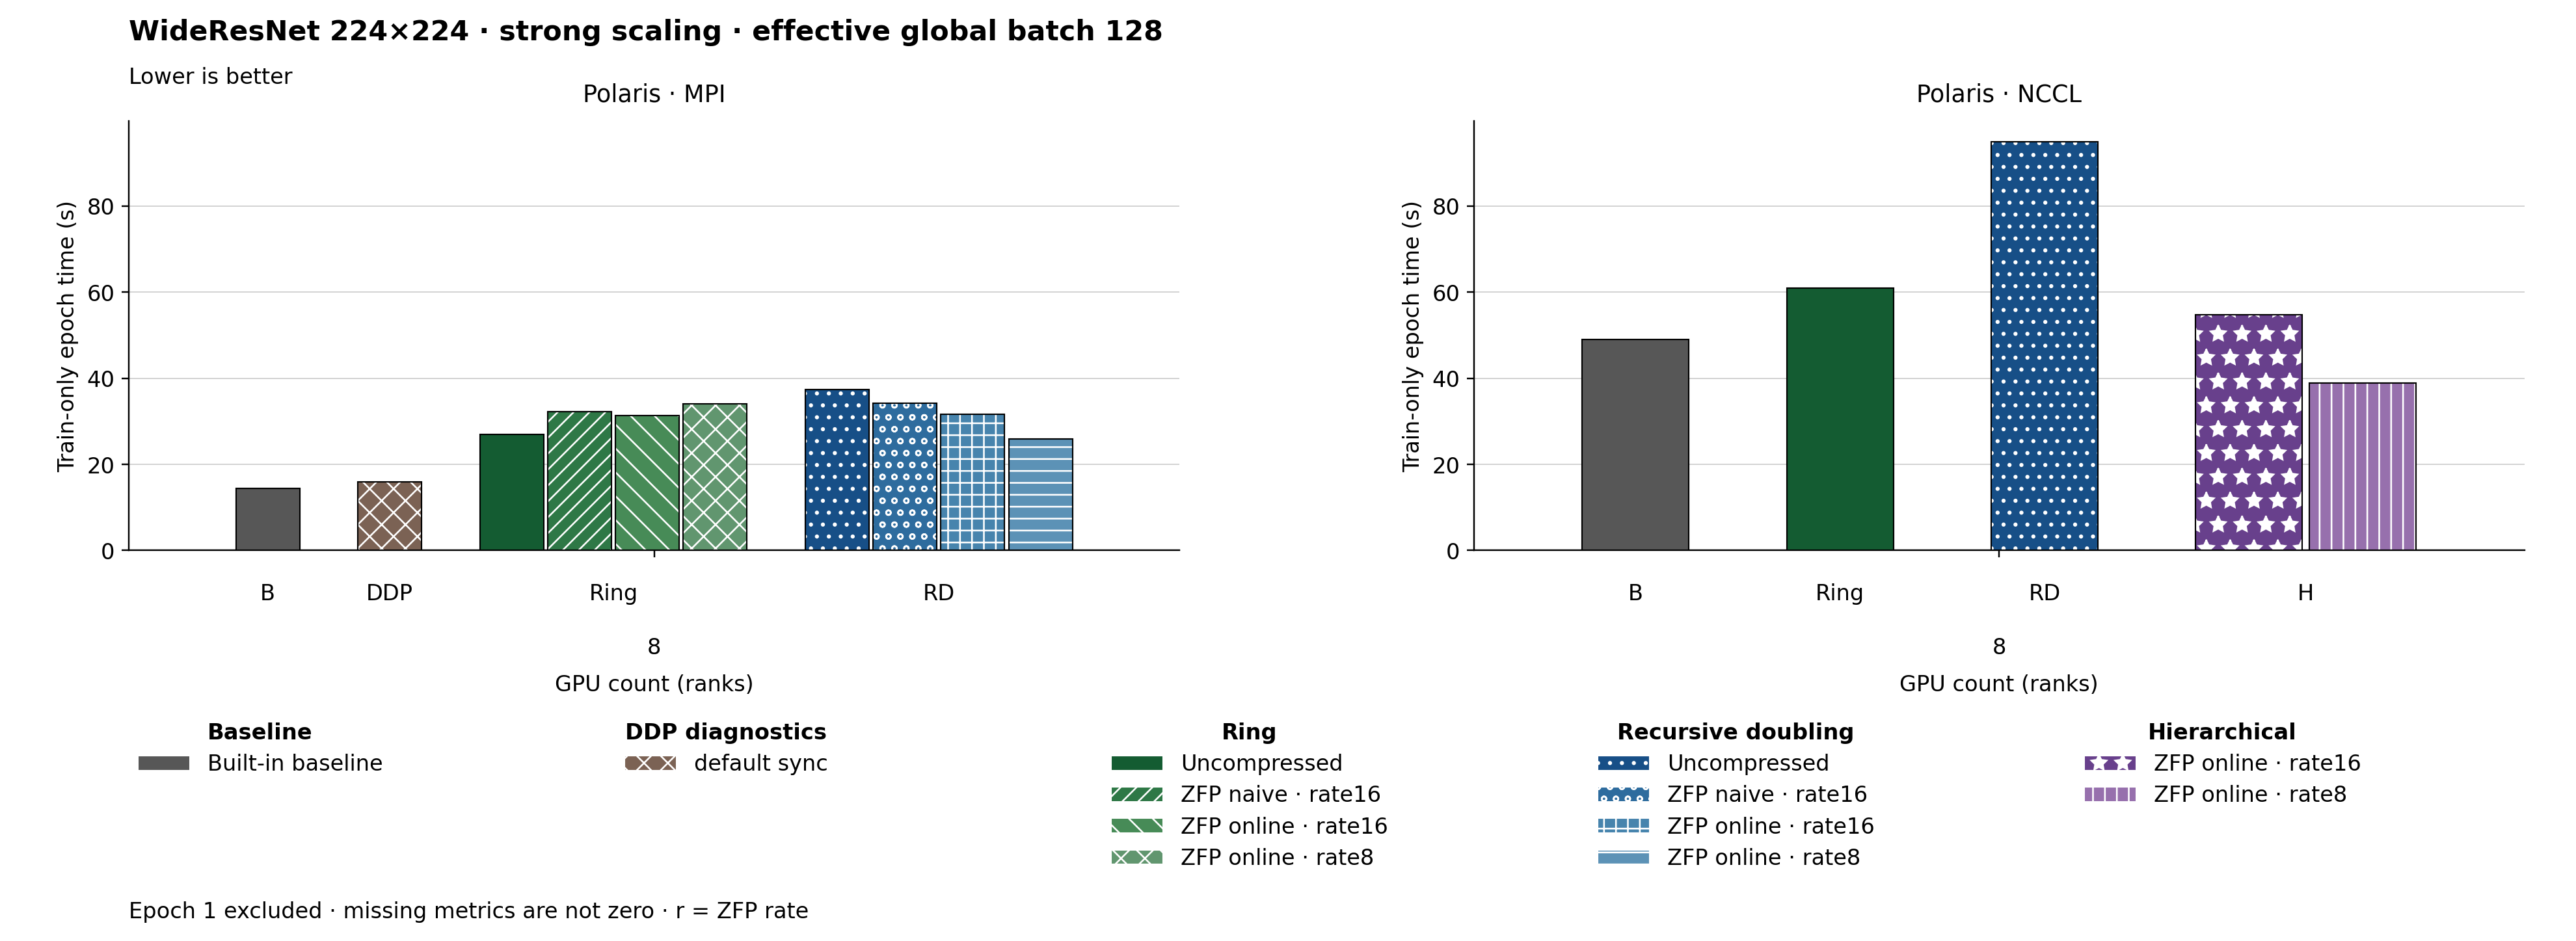 WideResNet 224×224 · strong scaling · effective global batch 128
Lower is better
Polaris · MPI
Train-only epoch time (s)
80
60
40
20
0
B DDP Ring RD
8
GPU count (ranks)
Polaris · NCCL
Train-only epoch time (s)
80
60
40
20
0
B Ring RD H
8
GPU count (ranks)
Baseline
Built-in baseline
DDP diagnostics
default sync
Ring
Uncompressed
ZFP naive · rate16
ZFP online · rate16
ZFP online · rate8
Recursive doubling
Uncompressed
ZFP naive · rate16
ZFP online · rate16
ZFP online · rate8
Hierarchical
ZFP online · rate16
ZFP online · rate8
Epoch 1 excluded · missing metrics are not zero · r = ZFP rate